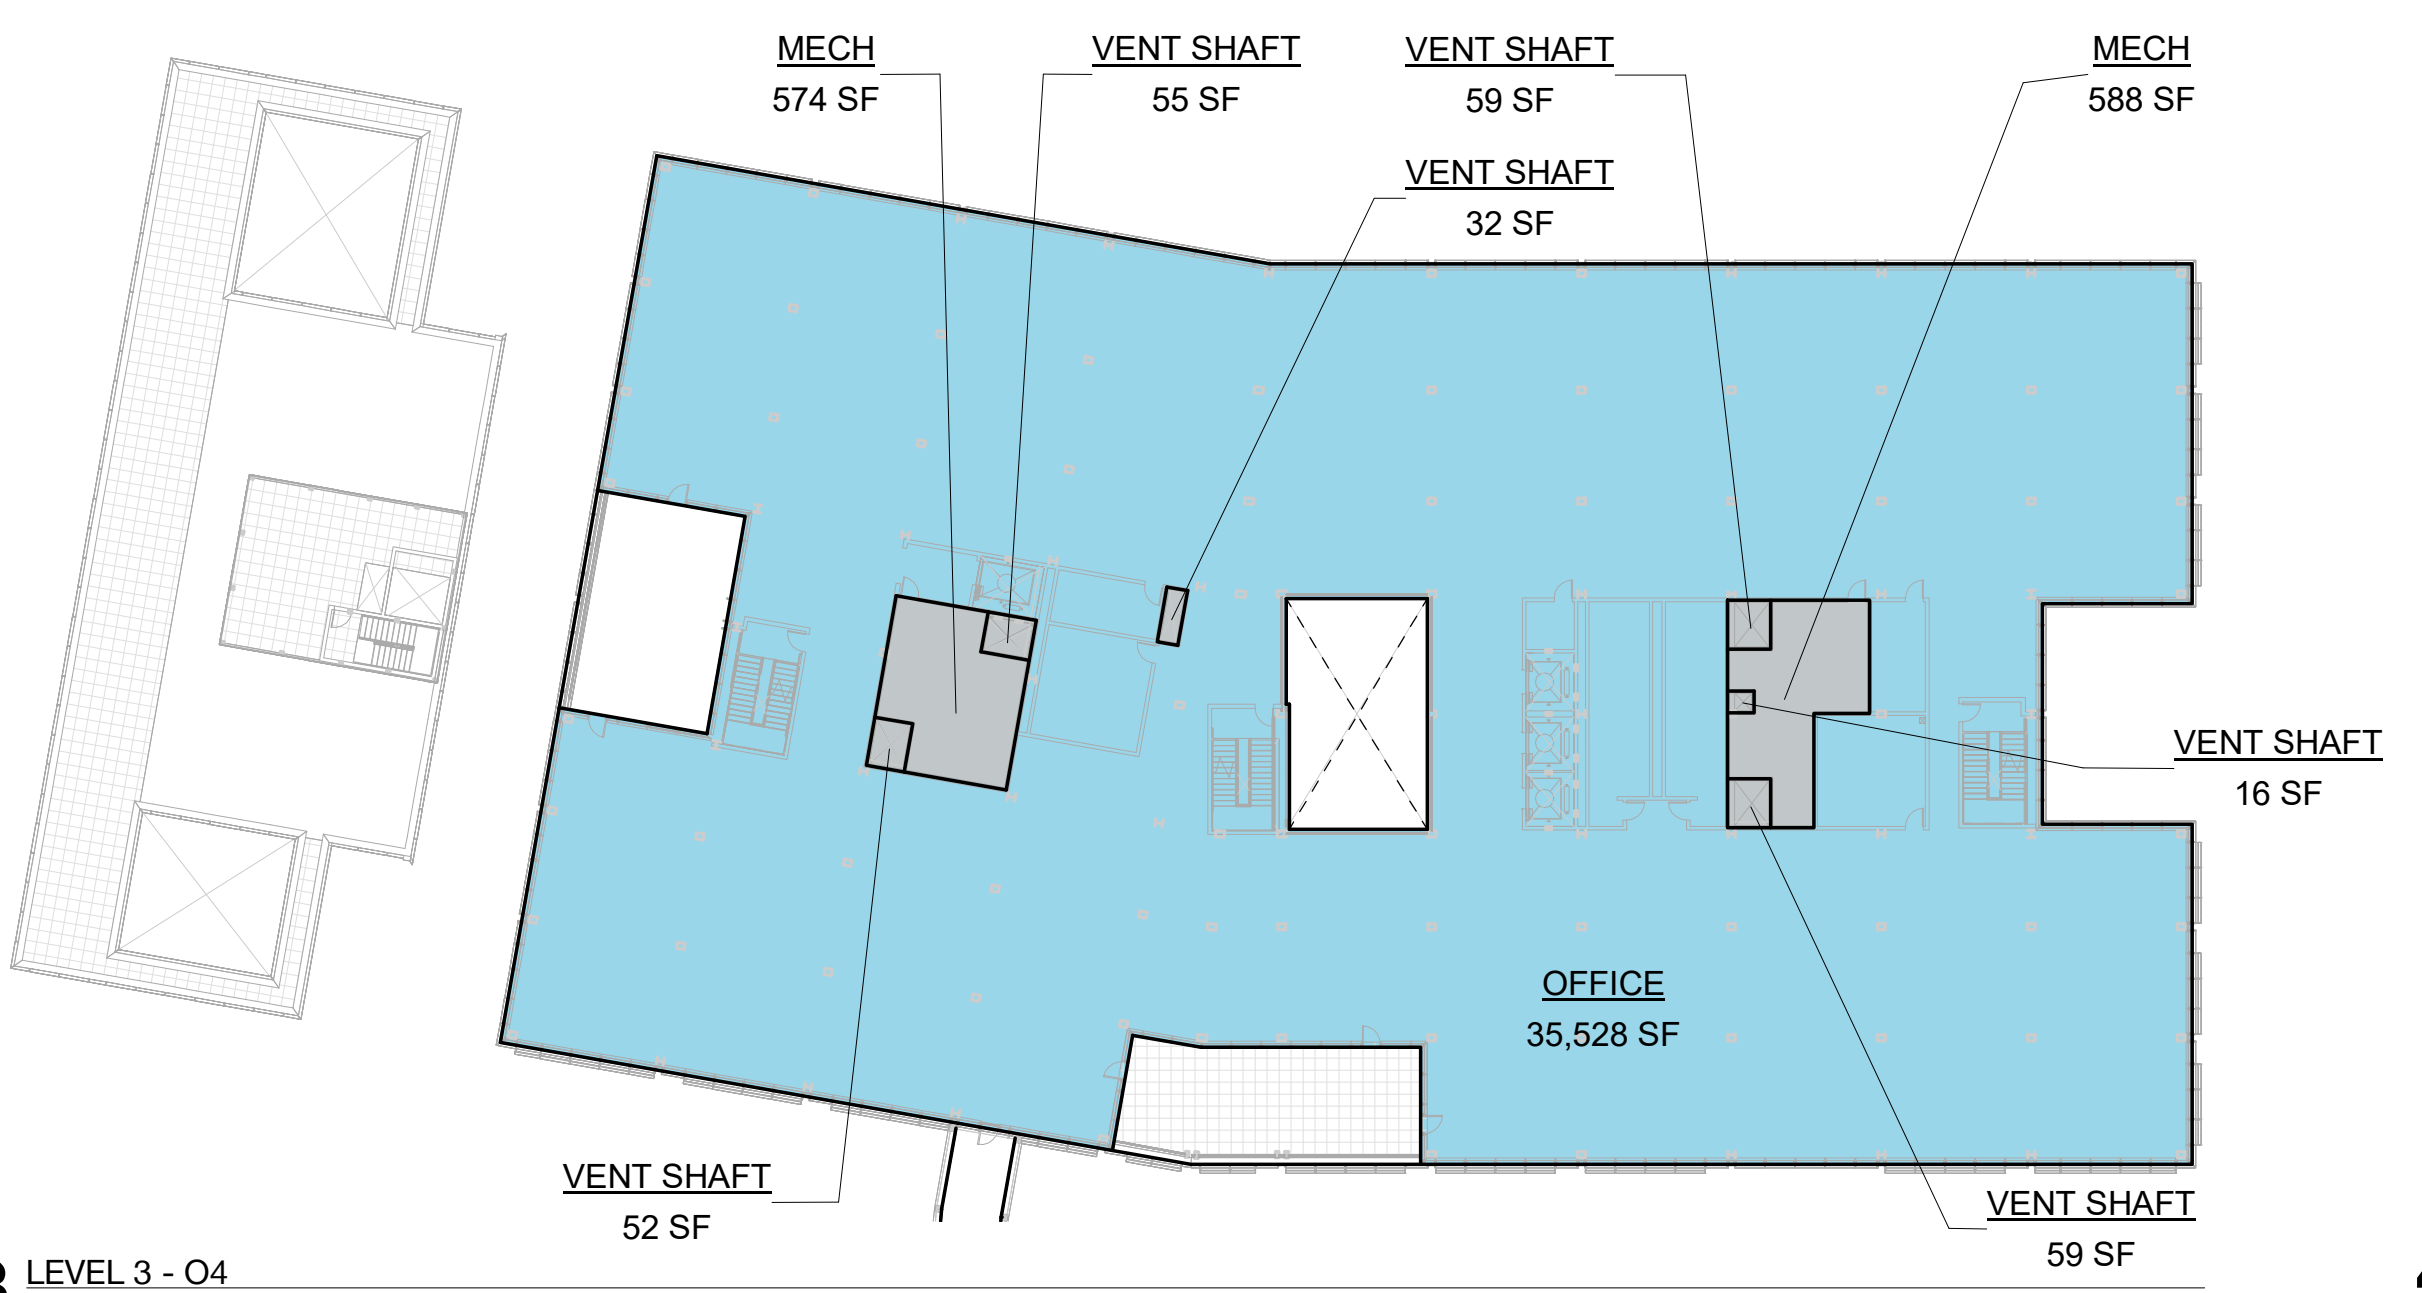 MECH
574 SF
VENT SHAFT
55 SF
VENT SHAFT
59 SF
MECH
588 SF
VENT SHAFT
32 SF
VENT SHAFT
16 SF
OFFICE
35,528 SF
VENT SHAFT
52 SF
VENT SHAFT
59 SF
LEVEL 3 - O4